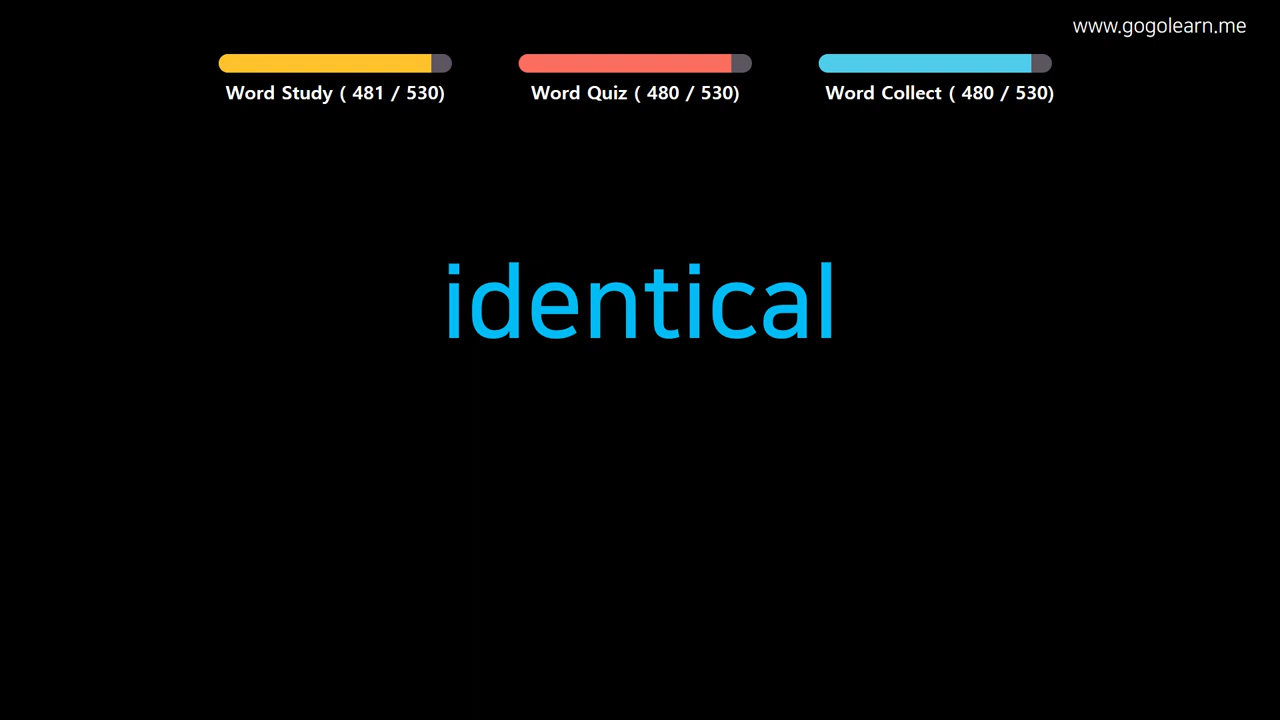 www.gogolearn.me
Word Study ( 481 / 530)
Word Quiz ( 480 / 530)
Word Collect ( 480 / 530)
identical